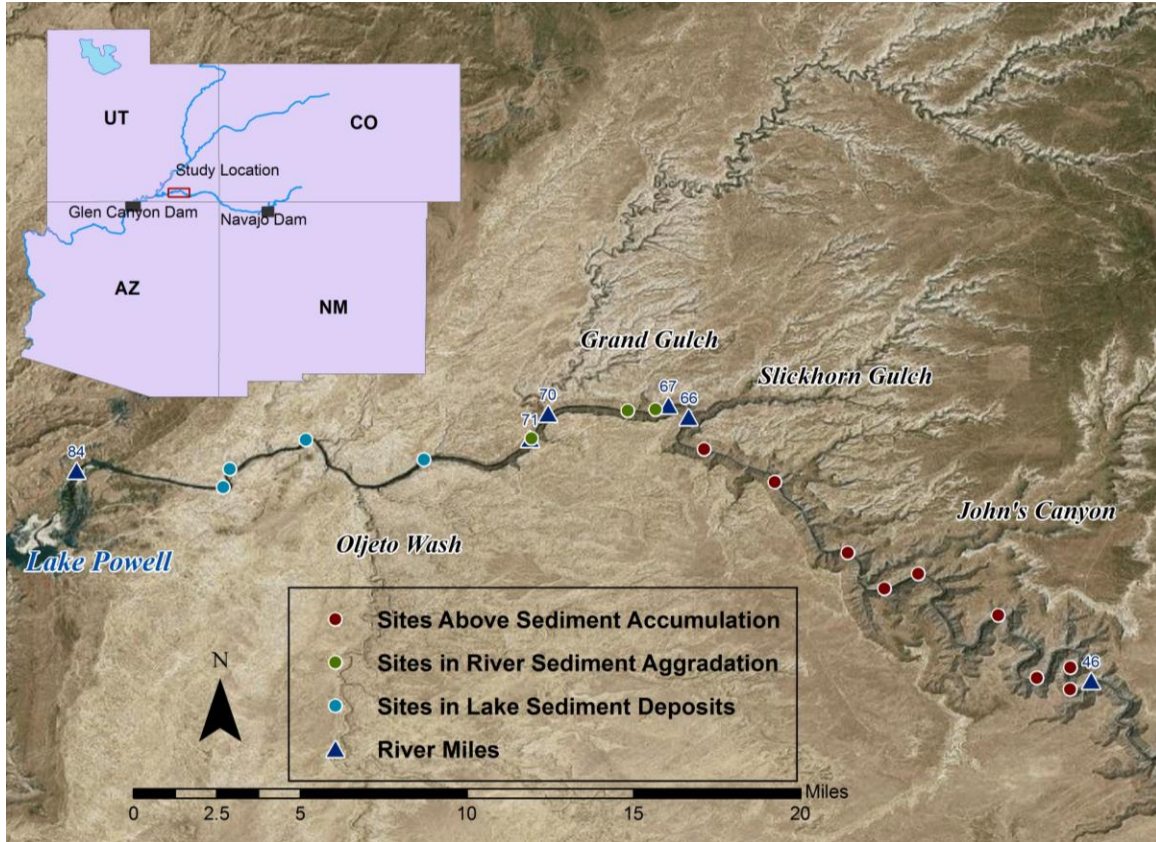 UT
CO
Study Location
Glen Canyon Dam
Navajo Dam
AZ
NM
Grand Gulch
Slickhorn Gulch
70
67
66
71
84
John's Canyon
Lake Powell
Oljeto Wash
46
Sites Above Sediment Accumulation
Sites in River Sediment Aggradation
Sites in Lake Sediment Deposits
River Miles
N
Miles
0 2.5 5 10 15 20